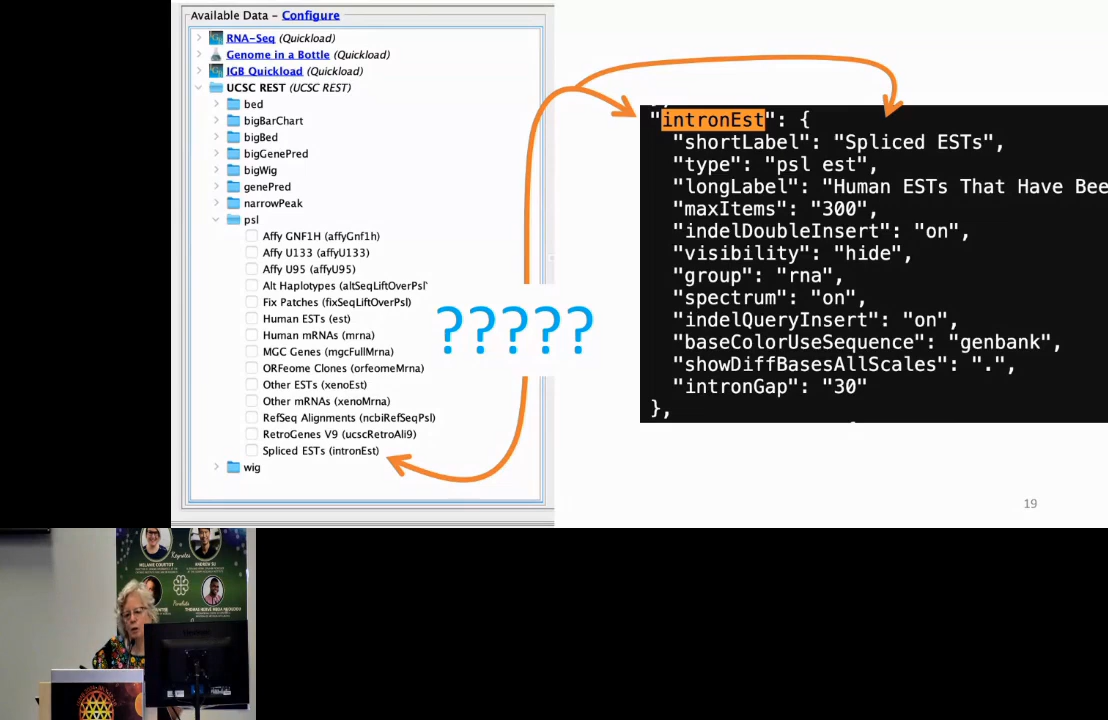 Available Data – Configure
RNA-Seq (Quickload)
Genome in a Bottle (Quickload)
IGB Quickload (Quickload)
UCSC REST (UCSC REST)
bed
bigBarChart
bigBed
bigGenePred
bigWig
genePred
narrowPeak
psl
Affy GNF1H (affyGnf1h)
Affy U133 (affyU133)
Affy U95 (affyU95)
Alt Haplotypes (altSeqLiftOverPsl
Fix Patches (fixSeqLiftOverPsl)
Human ESTs (est)
Human mRNAs (mrna)
MGC Genes (mgcFullMrna)
ORFeome Clones (orfeomeMrna)
Other ESTs (xenoEst)
Other mRNAs (xenoMrna)
RefSeq Alignments (ncbiRefSeqPsl)
RetroGenes V9 (ucscRetroAli9)
Spliced ESTs (intronEst)
wig
?????
"intronEst": {
"shortLabel": "Spliced ESTs",
"type": "psl est",
"longLabel": "Human ESTs That Have Bee
"maxItems": "300",
"indelDoubleInsert": "on",
"visibility": "hide",
"group": "rna",
"spectrum": "on",
"indelQueryInsert": "on",
"baseColorUseSequence": "genbank",
"showDiffBasesAllScales": ".",
"intronGap": "30"
},
19
Keynotes
MELANIE COURTOT
ANDREW SU